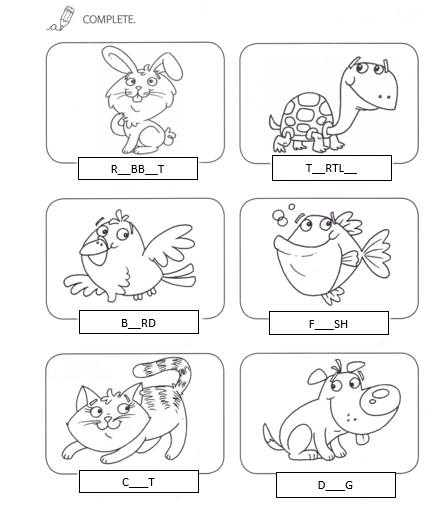 COMPLETE.
R__BB__T
T__RTL__
B__RD
F___SH
C___T
D___G